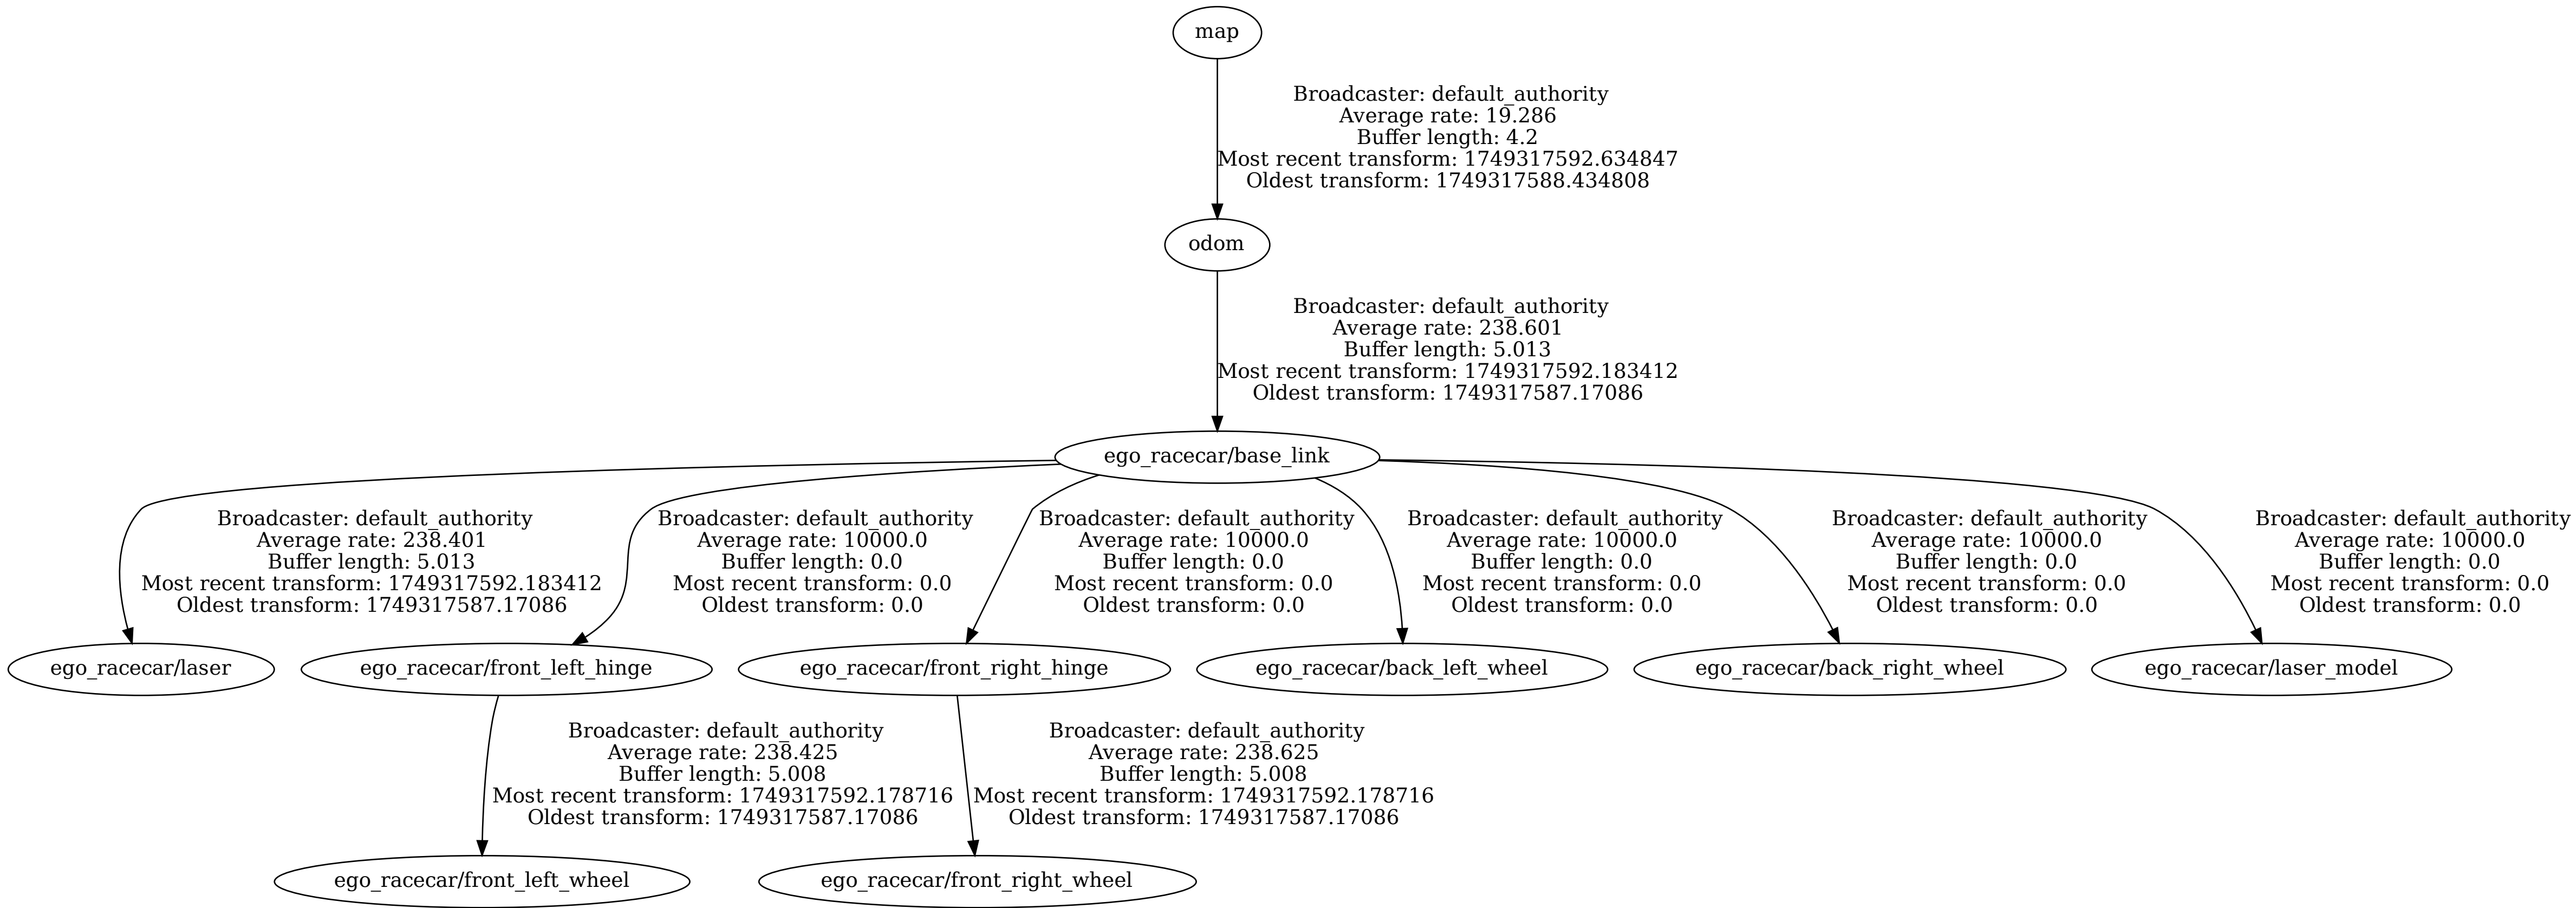 map
Broadcaster: default_authority
Average rate: 19.286
Buffer length: 4.2
Most recent transform: 1749317592.634847
Oldest transform: 1749317588.434808
odom
Broadcaster: default_authority
Average rate: 238.601
Buffer length: 5.013
Most recent transform: 1749317592.183412
Oldest transform: 1749317587.17086
ego_racecar/base_link
Broadcaster: default_authority
Average rate: 238.401
Buffer length: 5.013
Most recent transform: 1749317592.183412
Oldest transform: 1749317587.17086
Broadcaster: default_authority
Average rate: 10000.0
Buffer length: 0.0
Most recent transform: 0.0
Oldest transform: 0.0
Broadcaster: default_authority
Average rate: 10000.0
Buffer length: 0.0
Most recent transform: 0.0
Oldest transform: 0.0
Broadcaster: default_authority
Average rate: 10000.0
Buffer length: 0.0
Most recent transform: 0.0
Oldest transform: 0.0
Broadcaster: default_authority
Average rate: 10000.0
Buffer length: 0.0
Most recent transform: 0.0
Oldest transform: 0.0
Broadcaster: default_authority
Average rate: 10000.0
Buffer length: 0.0
Most recent transform: 0.0
Oldest transform: 0.0
ego_racecar/laser
ego_racecar/front_left_hinge
ego_racecar/front_right_hinge
ego_racecar/back_left_wheel
ego_racecar/back_right_wheel
ego_racecar/laser_model
Broadcaster: default_authority
Average rate: 238.425
Buffer length: 5.008
Most recent transform: 1749317592.178716
Oldest transform: 1749317587.17086
Broadcaster: default_authority
Average rate: 238.625
Buffer length: 5.008
Most recent transform: 1749317592.178716
Oldest transform: 1749317587.17086
ego_racecar/front_left_wheel
ego_racecar/front_right_wheel